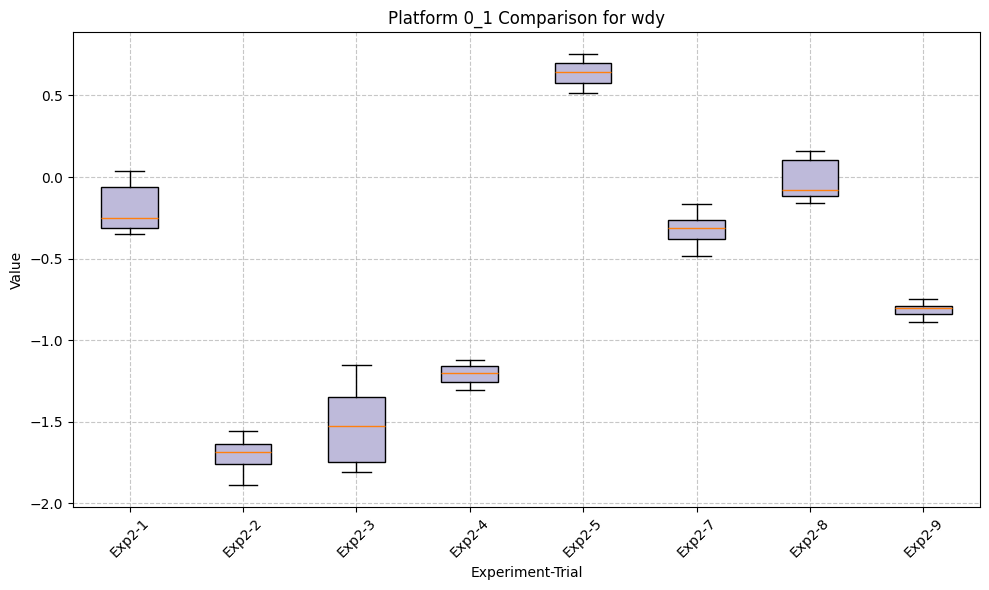 Platform 0_1 Comparison for wdy
Value
0.5
0.0
−0.5
−1.0
−1.5
−2.0
Exp2-1
Exp2-2
Exp2-3
Exp2-4
Exp2-5
Exp2-7
Exp2-8
Exp2-9
Experiment-Trial